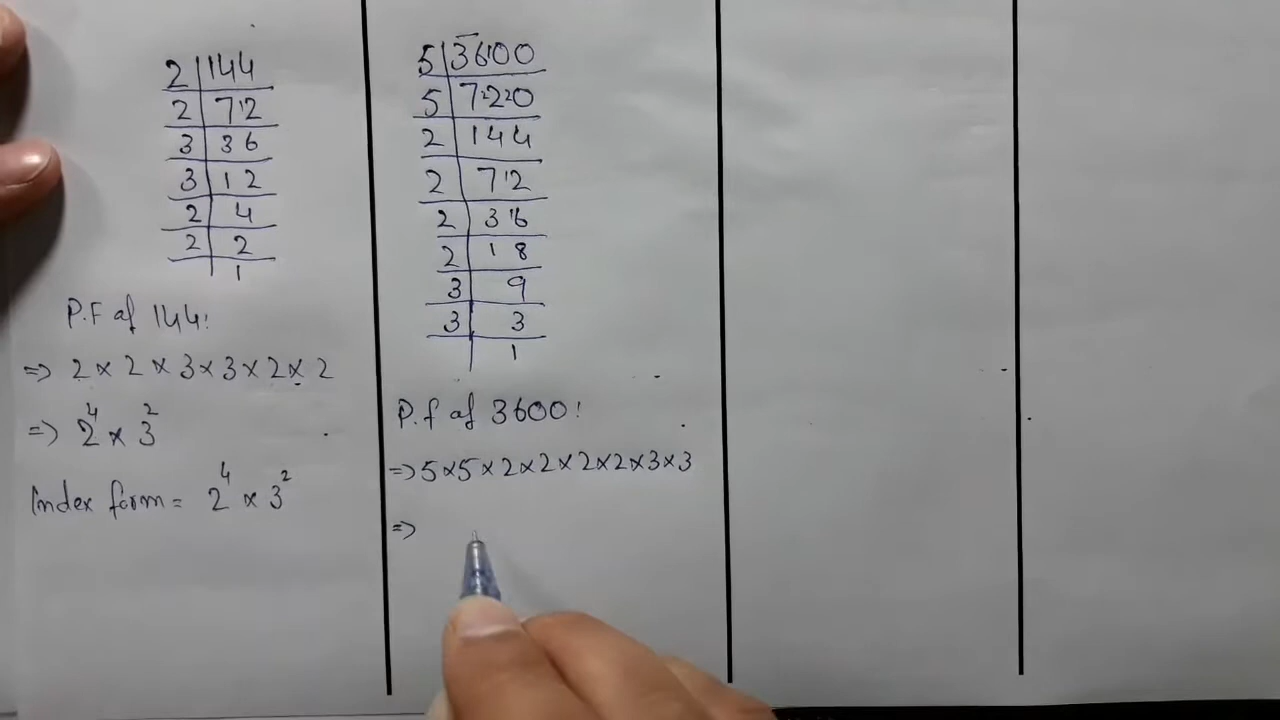 2 | 144
2 | 72
3 | 36
3 | 12
2 | 4
2 | 2
1
P.F of 144:
=> 2 × 2 × 3 × 3 × 2 × 2
=> 2⁴ × 3²
Index form = 2⁴ × 3²
5 | 3600
5 | 720
2 | 144
2 | 72
2 | 36
2 | 18
3 | 9
3 | 3
1
P.f of 3600:
=> 5 × 5 × 2 × 2 × 2 × 2 × 3 × 3
=>